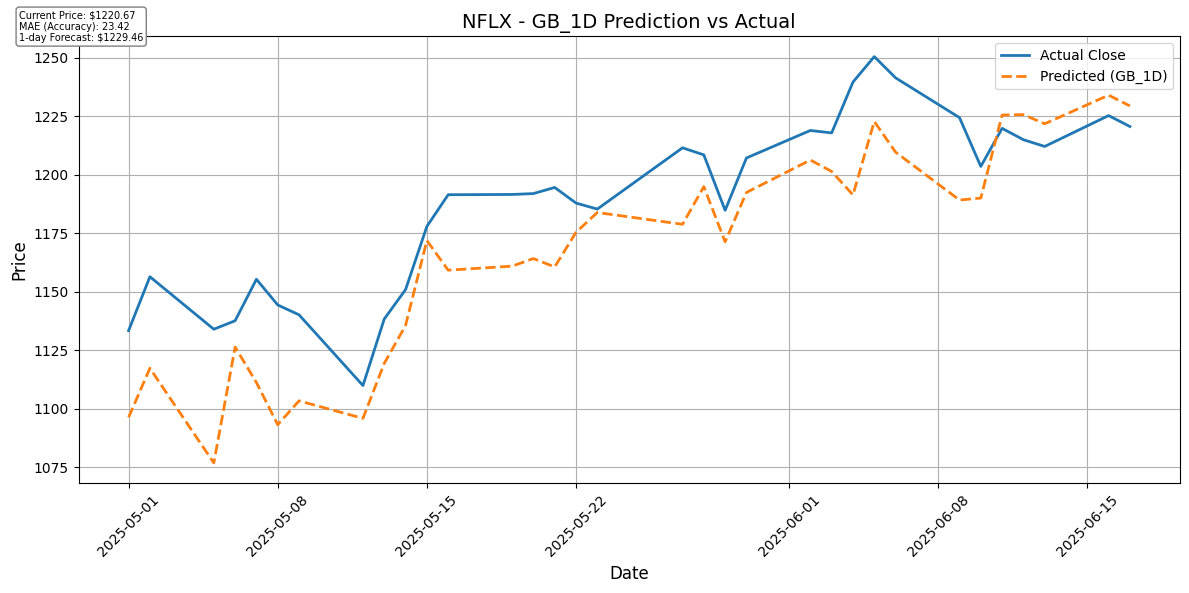 NFLX - GB_1D Prediction vs Actual
Current Price: $1220.67
MAE (Accuracy): 23.42
1-day Forecast: $1229.46
Actual Close
Predicted (GB_1D)
Price
1250
1225
1200
1175
1150
1125
1100
1075
2025-05-01
2025-05-08
2025-05-15
2025-05-22
2025-06-01
2025-06-08
2025-06-15
Date